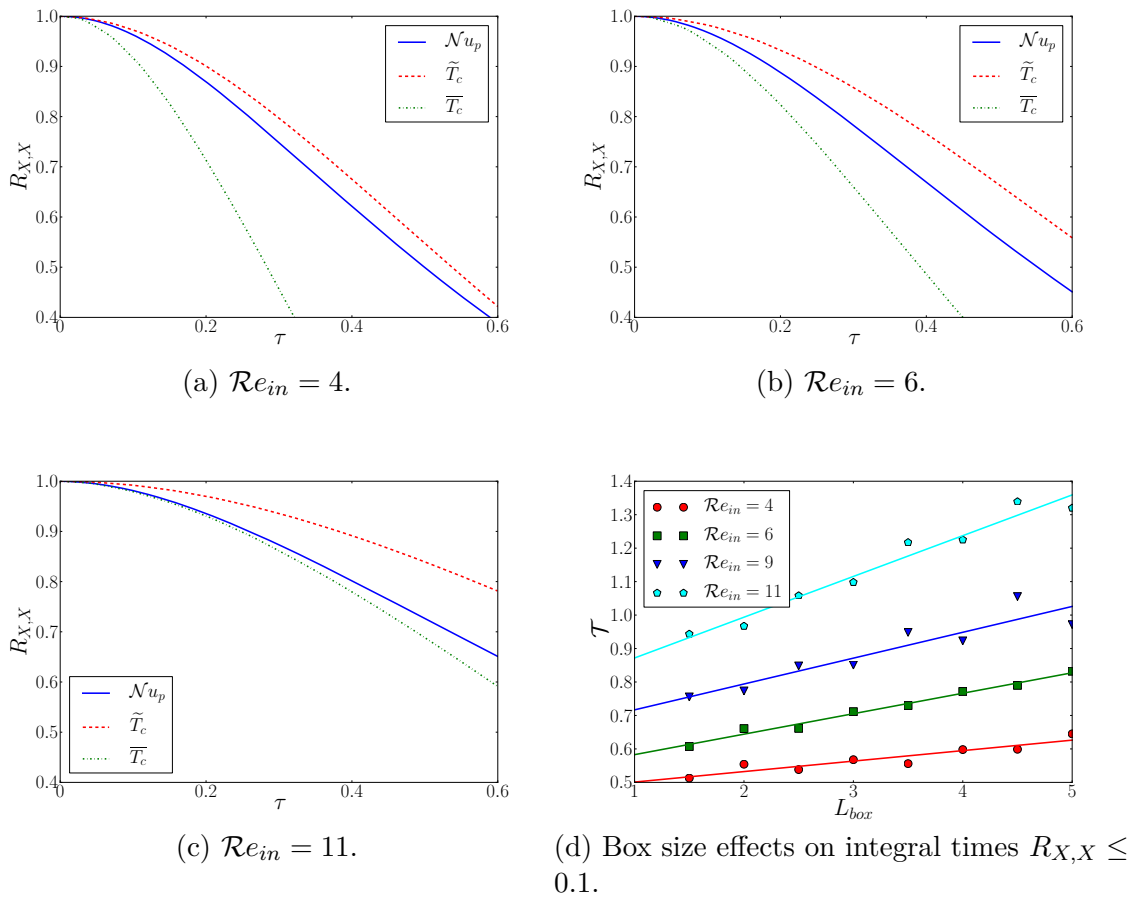 1.0
0.9
0.8
0.7
0.6
0.5
0.4
R_{X,X}
0 0.2 0.4 0.6
τ
𝒩u_p
T̃_c
T̅_c
(a) ℛe_{in} = 4.
1.0
0.9
0.8
0.7
0.6
0.5
0.4
R_{X,X}
0 0.2 0.4 0.6
τ
𝒩u_p
T̃_c
T̅_c
(b) ℛe_{in} = 6.
1.0
0.9
0.8
0.7
0.6
0.5
0.4
R_{X,X}
0 0.2 0.4 0.6
τ
𝒩u_p
T̃_c
T̅_c
(c) ℛe_{in} = 11.
1.4
1.3
1.2
1.1
1.0
0.9
0.8
0.7
0.6
0.5
𝒯
1 2 3 4 5
L_{box}
ℛe_{in} = 4
ℛe_{in} = 6
ℛe_{in} = 9
ℛe_{in} = 11
(d) Box size effects on integral times R_{X,X} ≤
0.1.